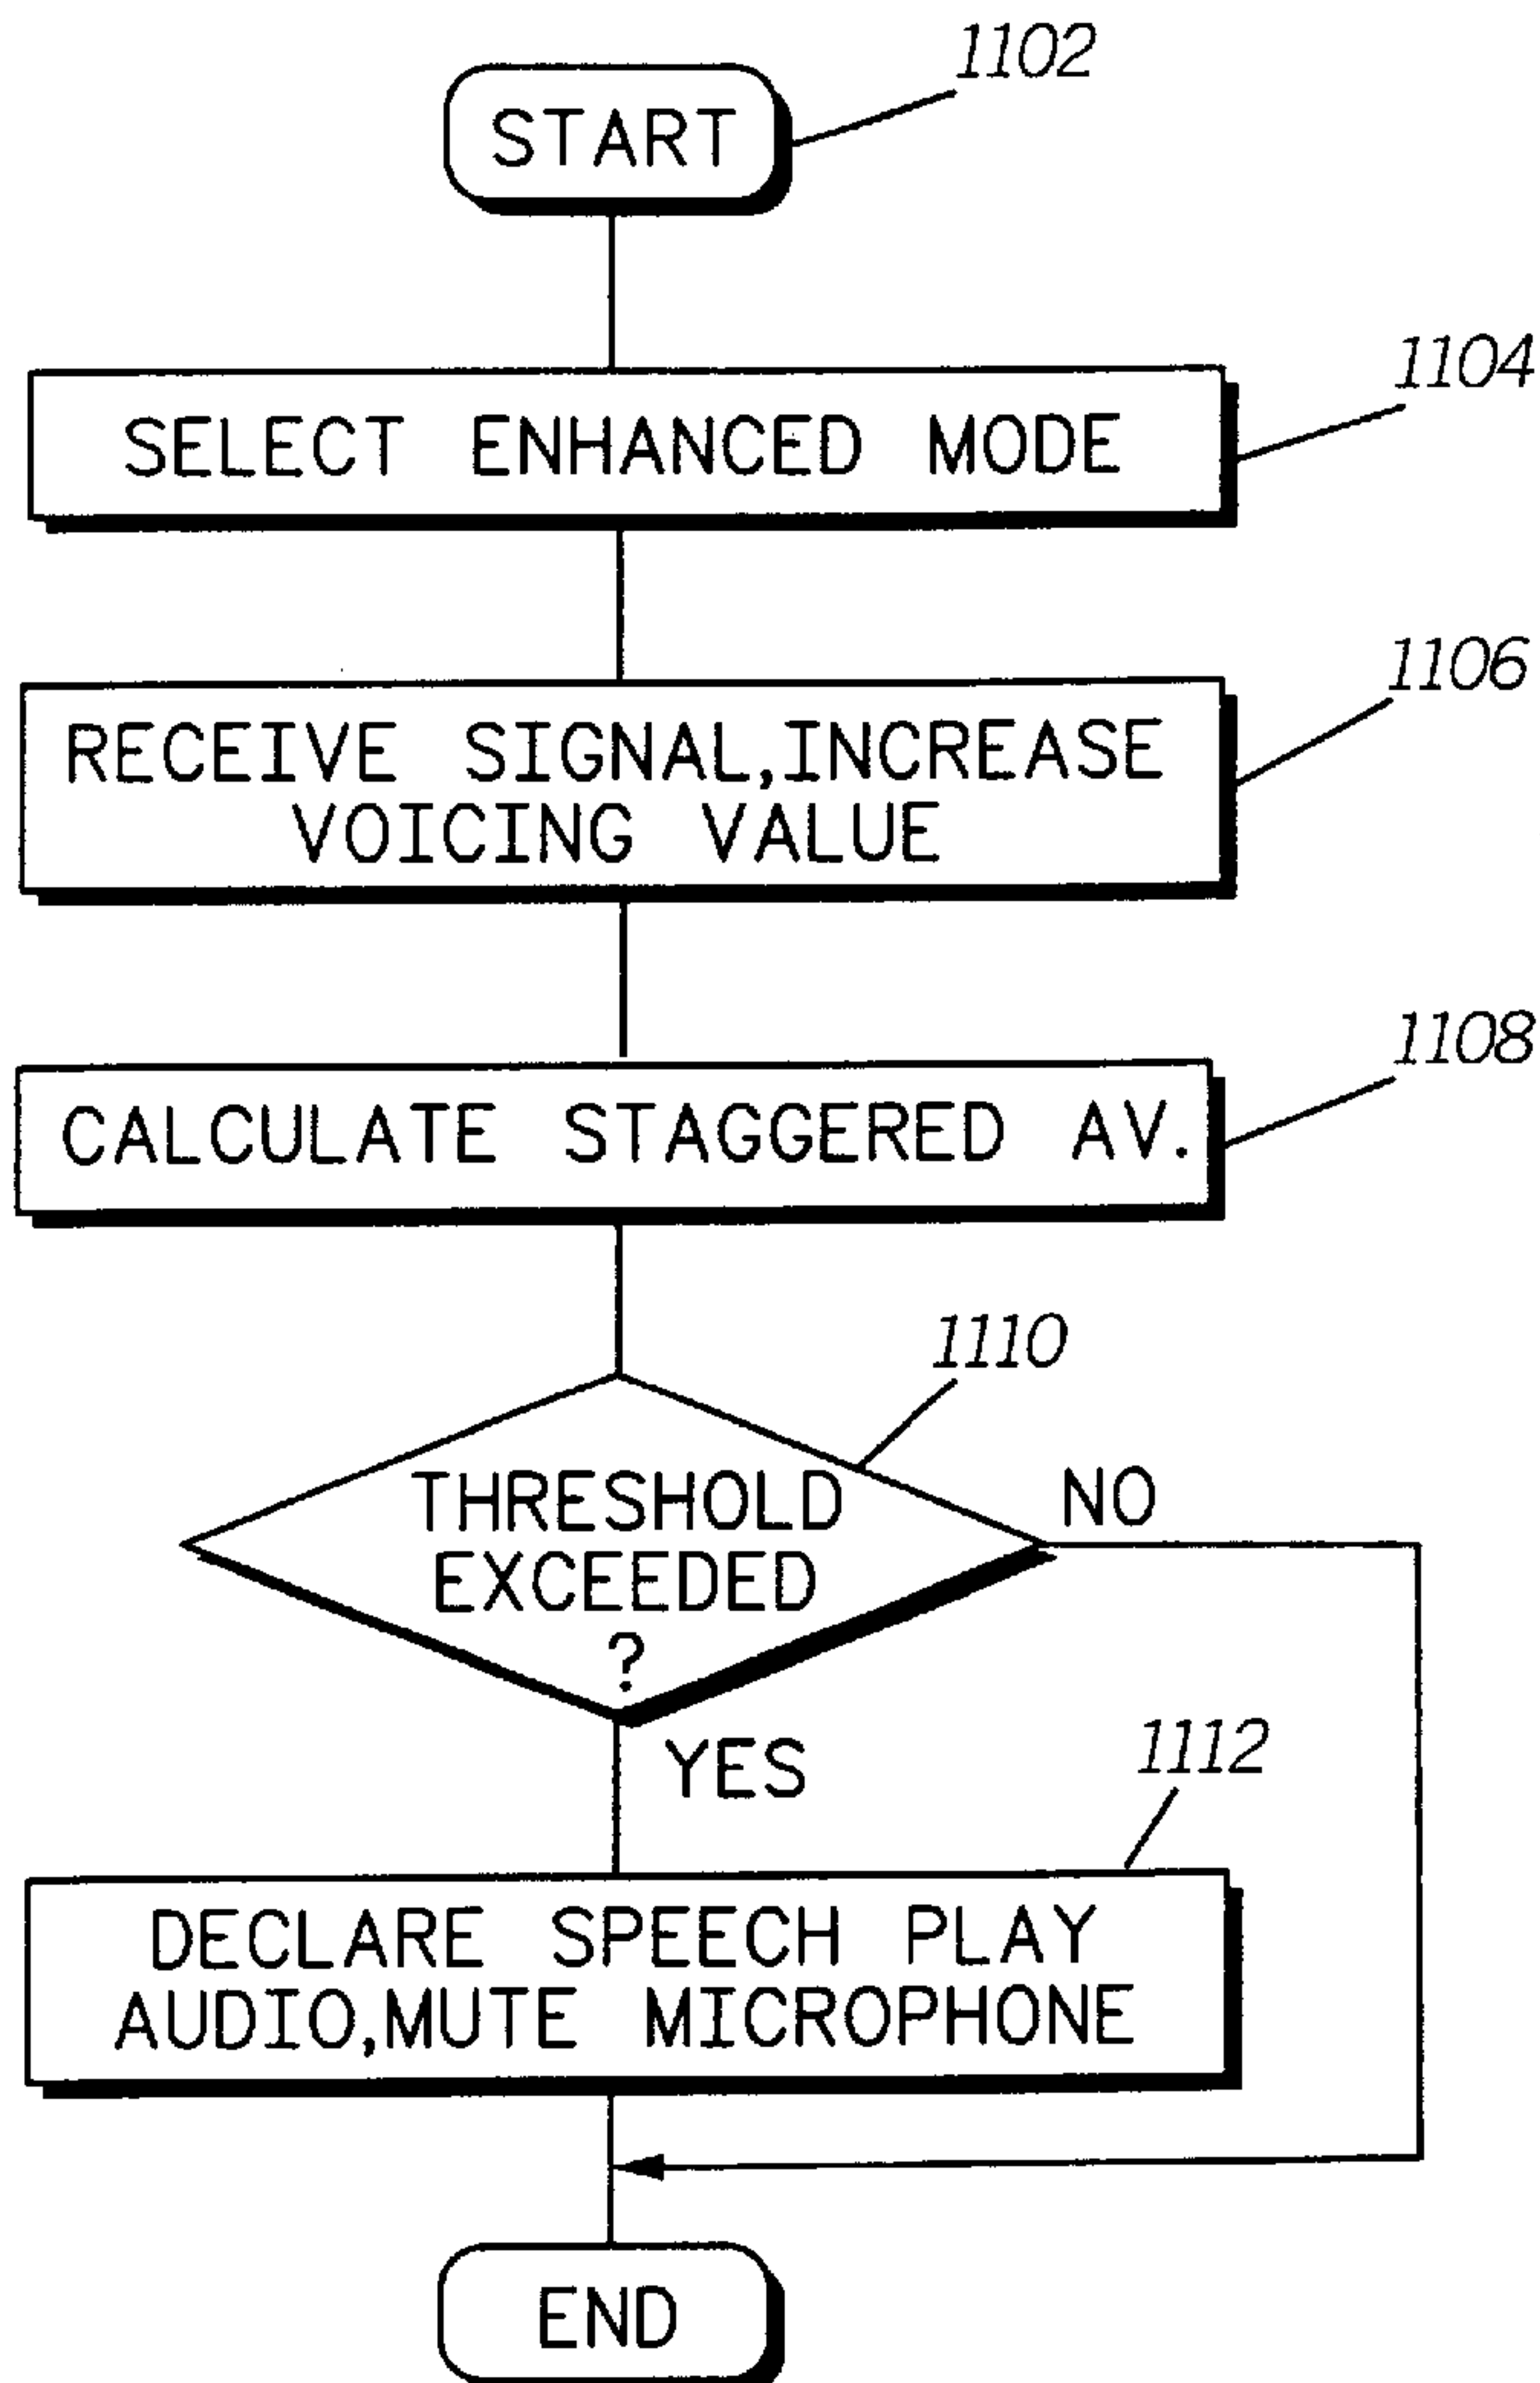 1102
START
1104
SELECT ENHANCED MODE
1106
RECEIVE SIGNAL,INCREASE
VOICING VALUE
1108
CALCULATE STAGGERED AV.
1110
THRESHOLD
EXCEEDED
?
NO
YES
1112
DECLARE SPEECH PLAY
AUDIO,MUTE MICROPHONE
END